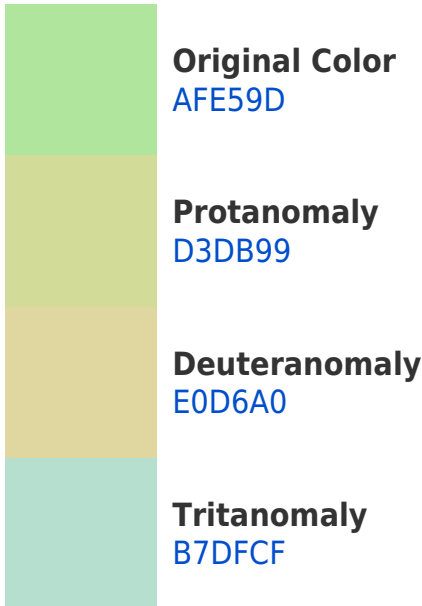 Original Color
AFE59D
Protanomaly
D3DB99
Deuteranomaly
E0D6A0
Tritanomaly
B7DFCF